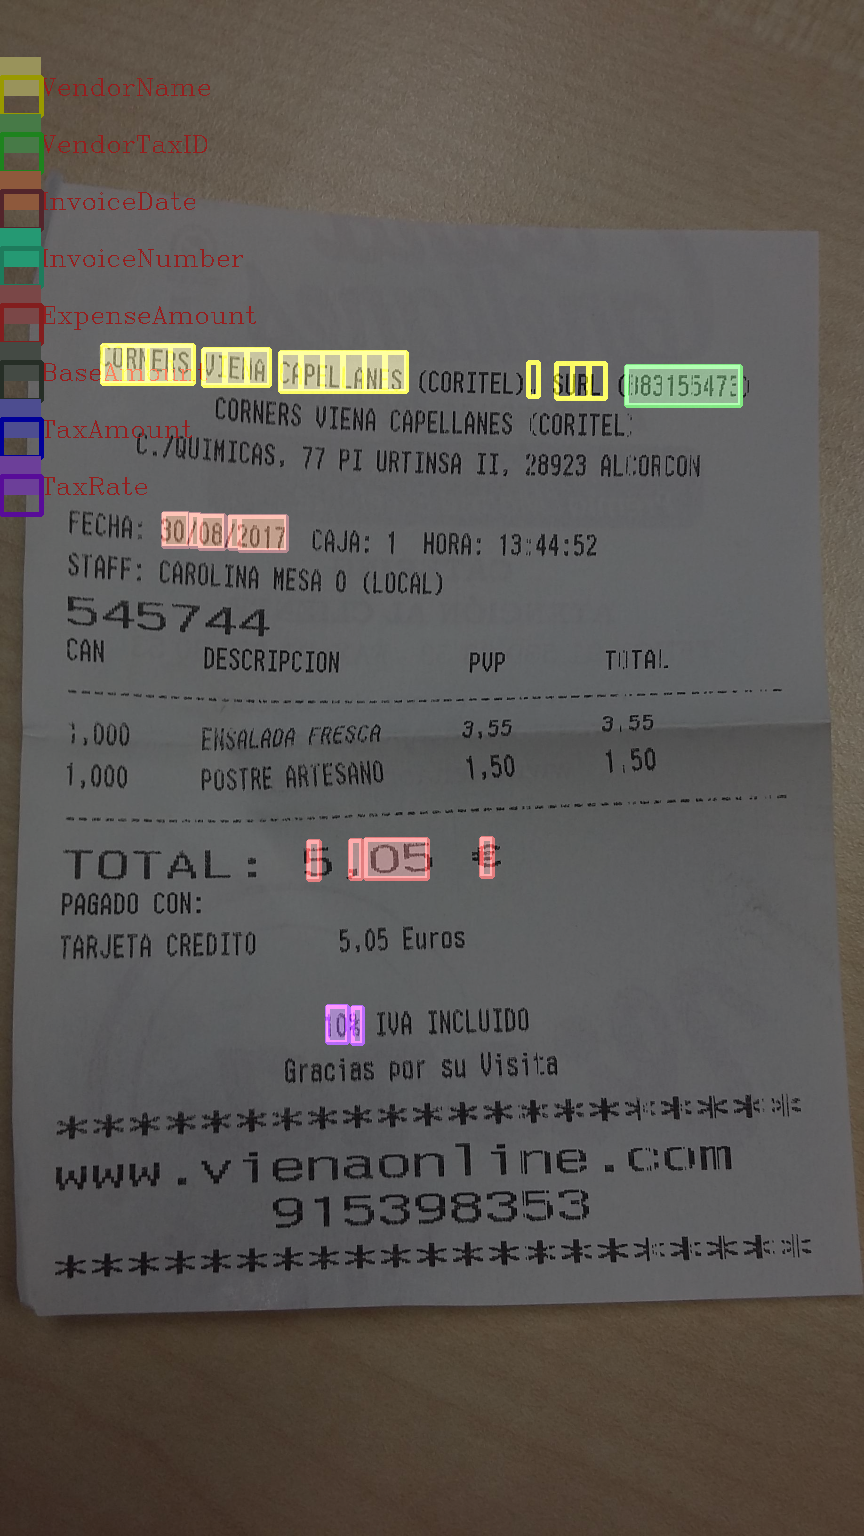 VendorName
VendorTaxID
InvoiceDate
InvoiceNumber
ExpenseAmount
BaseAmount
TaxAmount
TaxRate
CORNERS VIENA CAPELLANES (CORITEL). SURL (B83155473)
CORNERS VIENA CAPELLANES (CORITEL)
C./QUIMICAS, 77 PI URTINSA II, 28923 ALCORCON
FECHA: 30/08/2017 CAJA: 1 HORA: 13:44:52
STAFF: CAROLINA MESA 0 (LOCAL)
545744
CAN DESCRIPCION PVP TOTAL
1,000 ENSALADA FRESCA 3,55 3,55
1,000 POSTRE ARTESANO 1,50 1,50
TOTAL: 5,05 €
PAGADO CON:
TARJETA CREDITO 5,05 Euros
10% IVA INCLUIDO
Gracias por su Visita
*********************
www.vienaonline.com
915398353
*********************